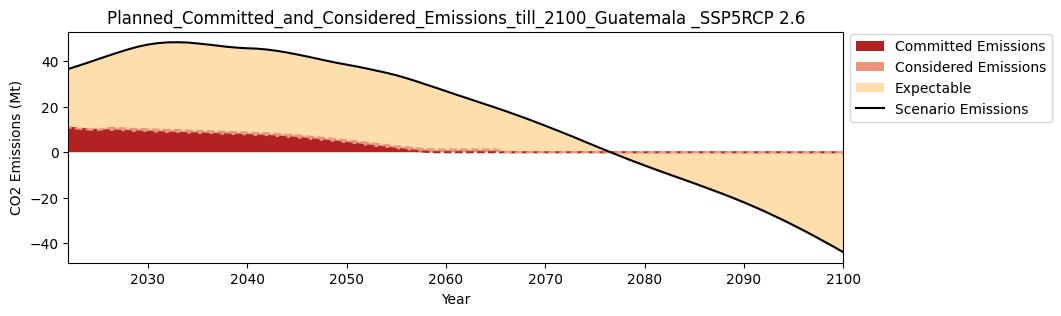 Planned_Committed_and_Considered_Emissions_till_2100_Guatemala _SSP5RCP 2.6
Committed Emissions
Considered Emissions
Expectable
Scenario Emissions
CO2 Emissions (Mt)
40
20
0
−20
−40
2030 2040 2050 2060 2070 2080 2090 2100
Year